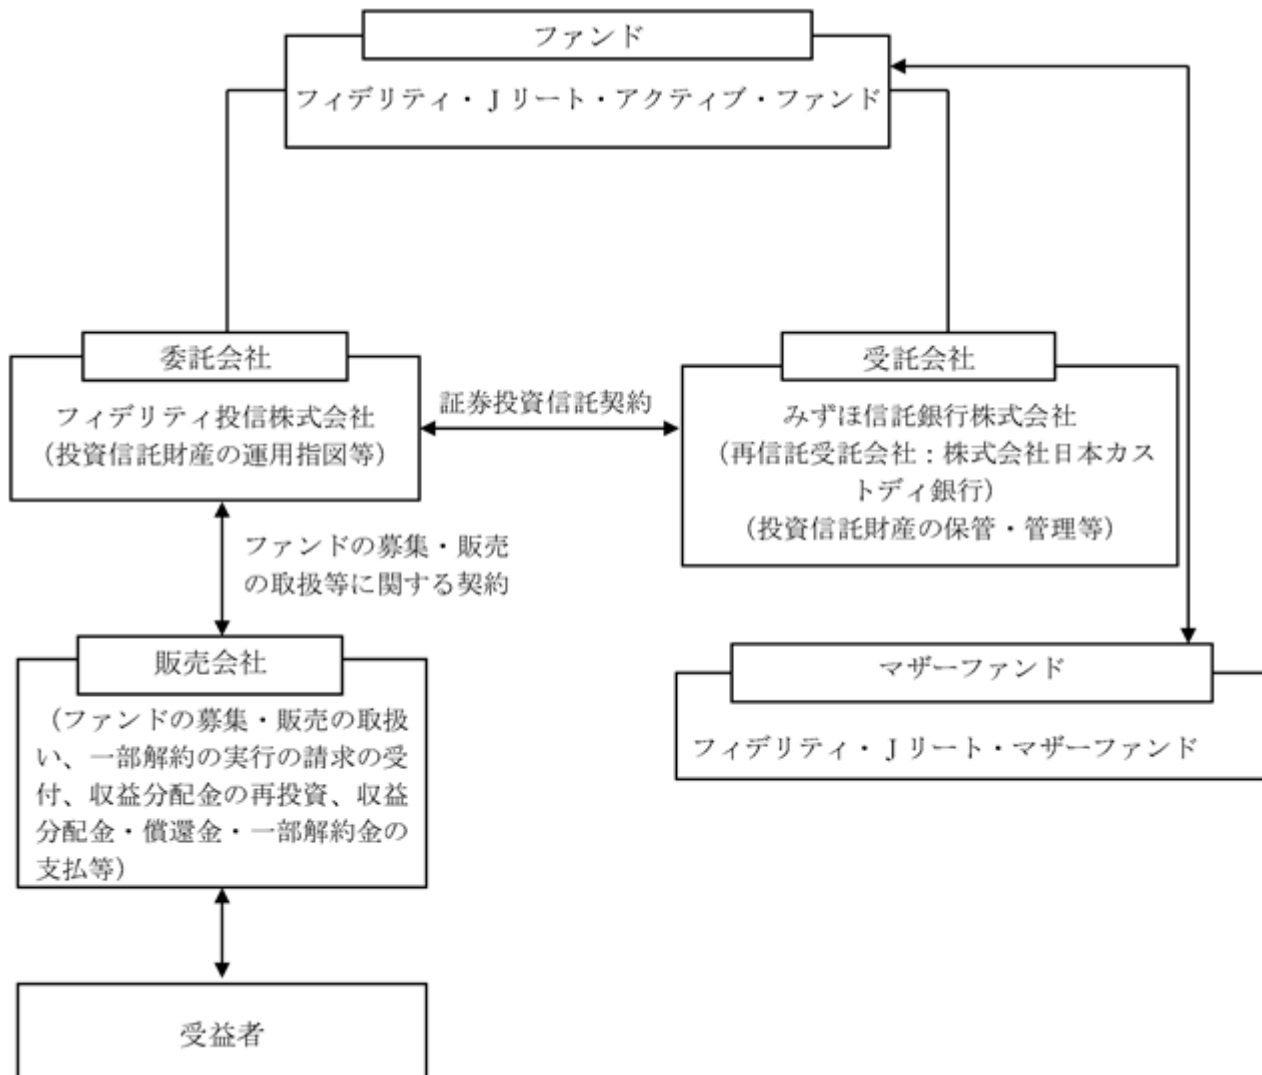 ファンド
フィデリティ・Ｊリート・アクティブ・ファンド
委託会社
フィデリティ投信株式会社
（投資信託財産の運用指図等）
証券投資信託契約
受託会社
みずほ信託銀行株式会社
（再信託受託会社：株式会社日本カス
トディ銀行）
（投資信託財産の保管・管理等）
ファンドの募集・販売
の取扱等に関する契約
販売会社
（ファンドの募集・販売の取扱
い、一部解約の実行の請求の受
付、収益分配金の再投資、収益
分配金・償還金・一部解約金の
支払等）
マザーファンド
フィデリティ・Ｊリート・マザーファンド
受益者